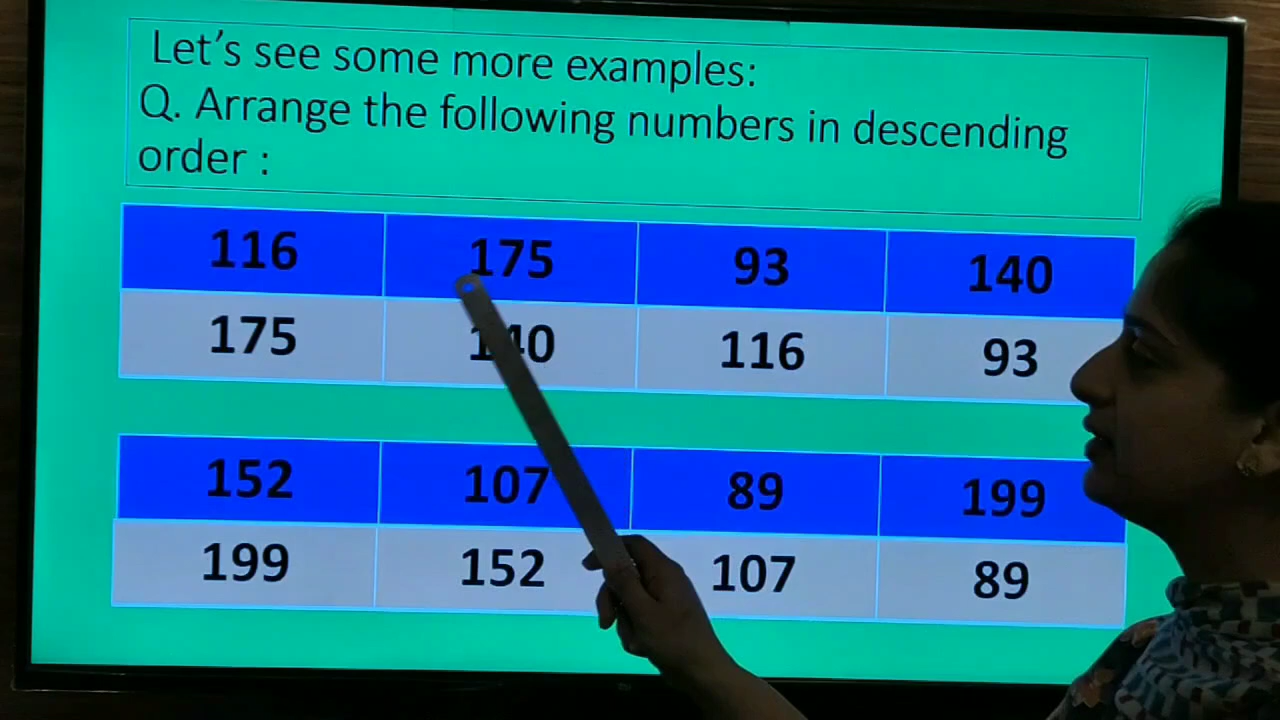 Let's see some more examples:
Q. Arrange the following numbers in descending
order :
116 175 93 140
175 140 116 93
152 107 89 199
199 152 107 89